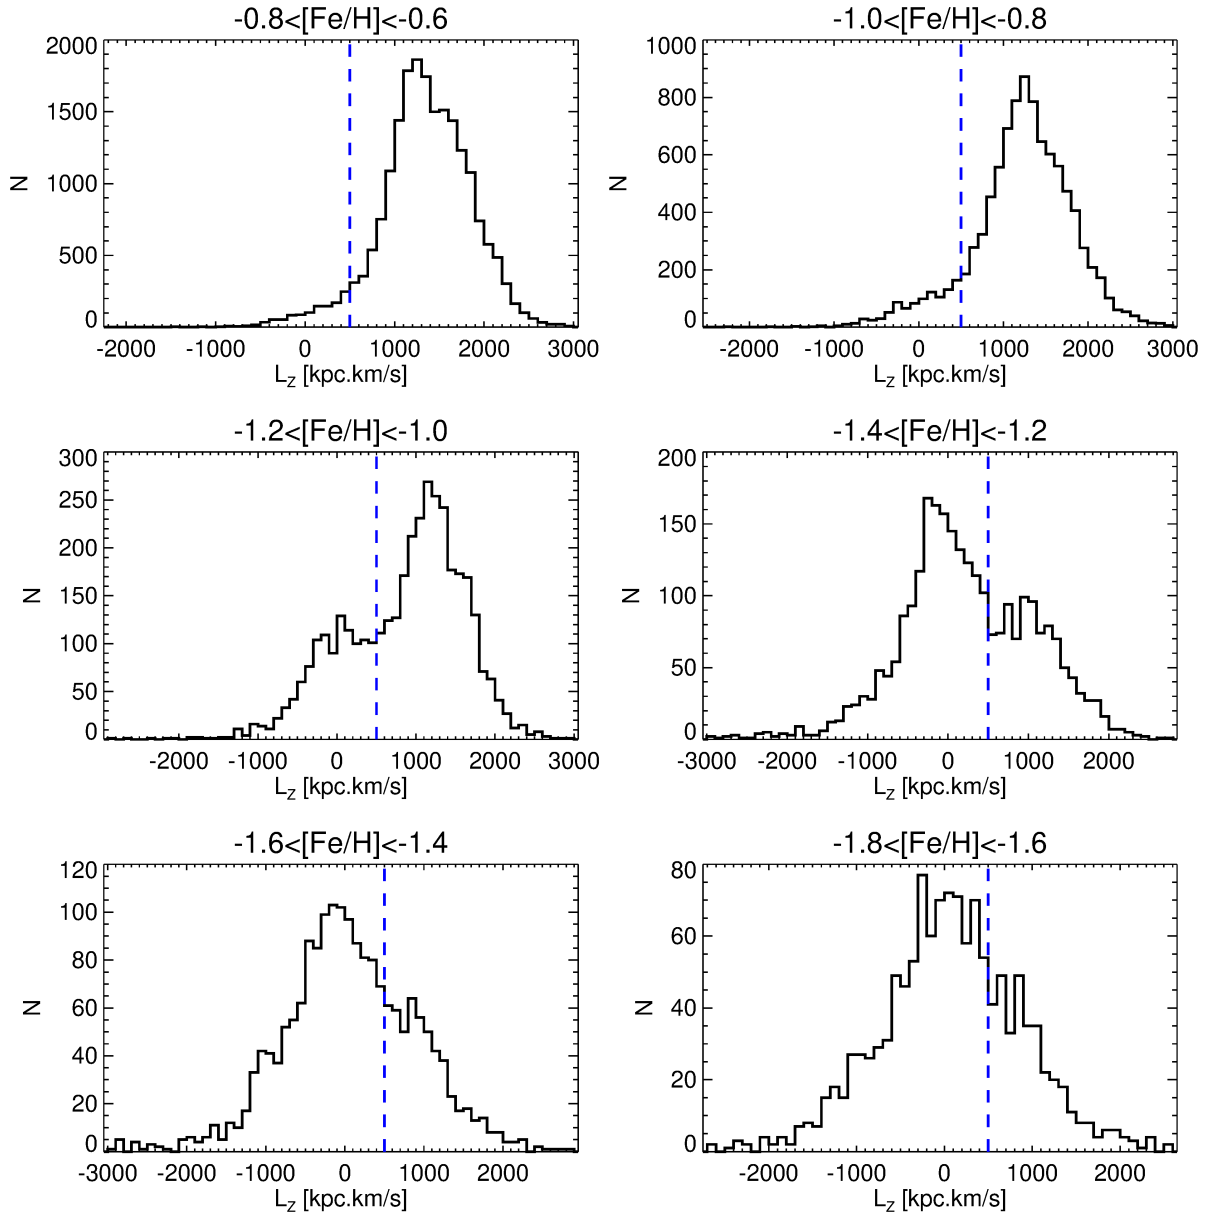 -0.8<[Fe/H]<-0.6
2000
1500
1000
500
0
N
-2000 -1000 0 1000 2000 3000
L_Z [kpc.km/s]
-1.0<[Fe/H]<-0.8
1000
800
600
400
200
0
N
-2000 -1000 0 1000 2000 3000
L_Z [kpc.km/s]
-1.2<[Fe/H]<-1.0
300
250
200
150
100
50
0
N
-2000 -1000 0 1000 2000 3000
L_Z [kpc.km/s]
-1.4<[Fe/H]<-1.2
200
150
100
50
0
N
-3000 -2000 -1000 0 1000 2000
L_Z [kpc.km/s]
-1.6<[Fe/H]<-1.4
120
100
80
60
40
20
0
N
-3000 -2000 -1000 0 1000 2000
L_Z [kpc.km/s]
-1.8<[Fe/H]<-1.6
80
60
40
20
0
N
-2000 -1000 0 1000 2000
L_Z [kpc.km/s]